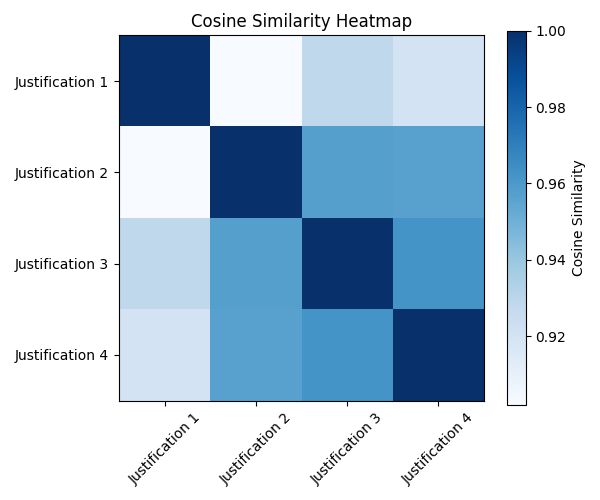 Cosine Similarity Heatmap
Justification 1
Justification 2
Justification 3
Justification 4
Justification 1
Justification 2
Justification 3
Justification 4
1.00
0.98
0.96
0.94
0.92
Cosine Similarity